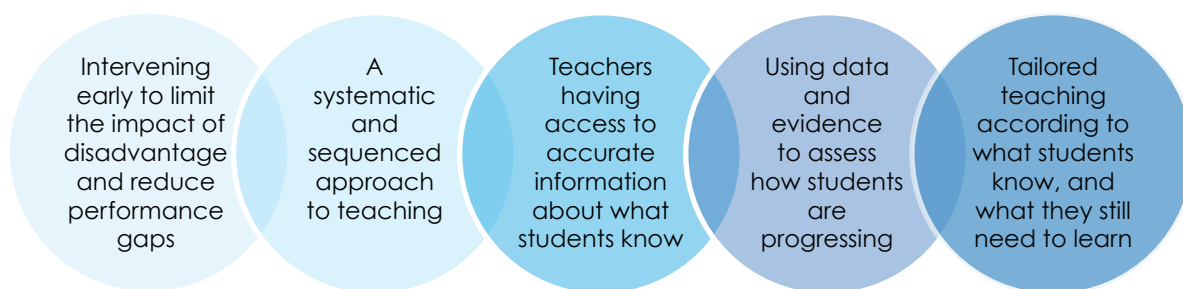 Intervening
early to limit
the impact of
disadvantage
and reduce
performance
gaps
A
systematic
and
sequenced
approach
to teaching
Teachers
having
access to
accurate
information
about what
students know
Using data
and
evidence
to assess
how students
are
progressing
Tailored
teaching
according to
what students
know, and
what they still
need to learn